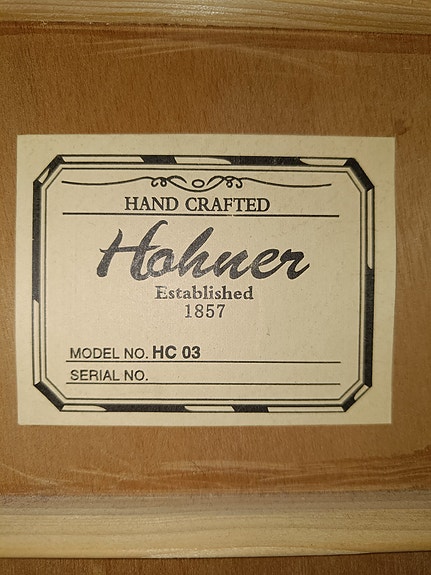 HAND CRAFTED
Hohner
Established
1857
MODEL NO. HC 03
SERIAL NO.